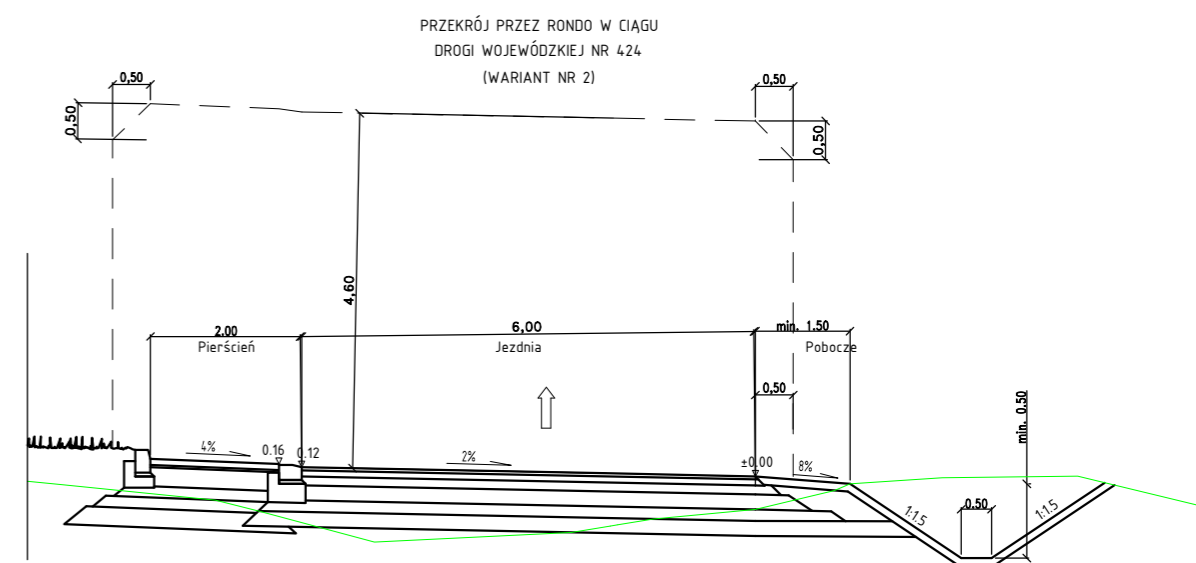 PRZEKRÓJ PRZEZ RONDO W CIĄGU
DROGI WOJEWÓDZKIEJ NR 424
(WARIANT NR 2)
0,50
0,50
0,50
0,50
4,60
2.00
6,00
min. 1.50
Pierścień
Jezdnia
Pobocze
0,50
min. 0.50
4%
0.16
0.12
2%
±0.00
8%
1:1.5
0.50
1:1.5